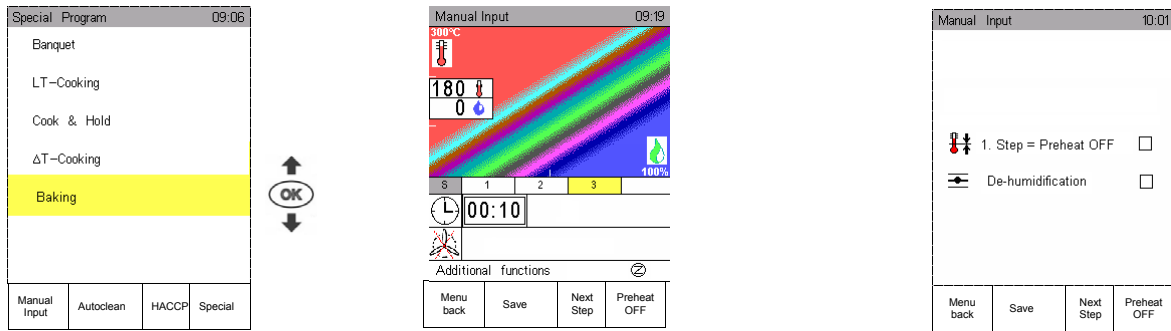 Special Program 09:06
Banquet
LT-Cooking
Cook & Hold
ΔT-Cooking
Baking
Manual Input
Autoclean
HACCP
Special
OK
Manual Input 09:19
300°C
180
0
100%
S 1 2 3
00:10
Additional functions Z
Menu back
Save
Next Step
Preheat OFF
Manual Input 10:01
1. Step = Preheat OFF
De-humidification
Menu back
Save
Next Step
Preheat OFF